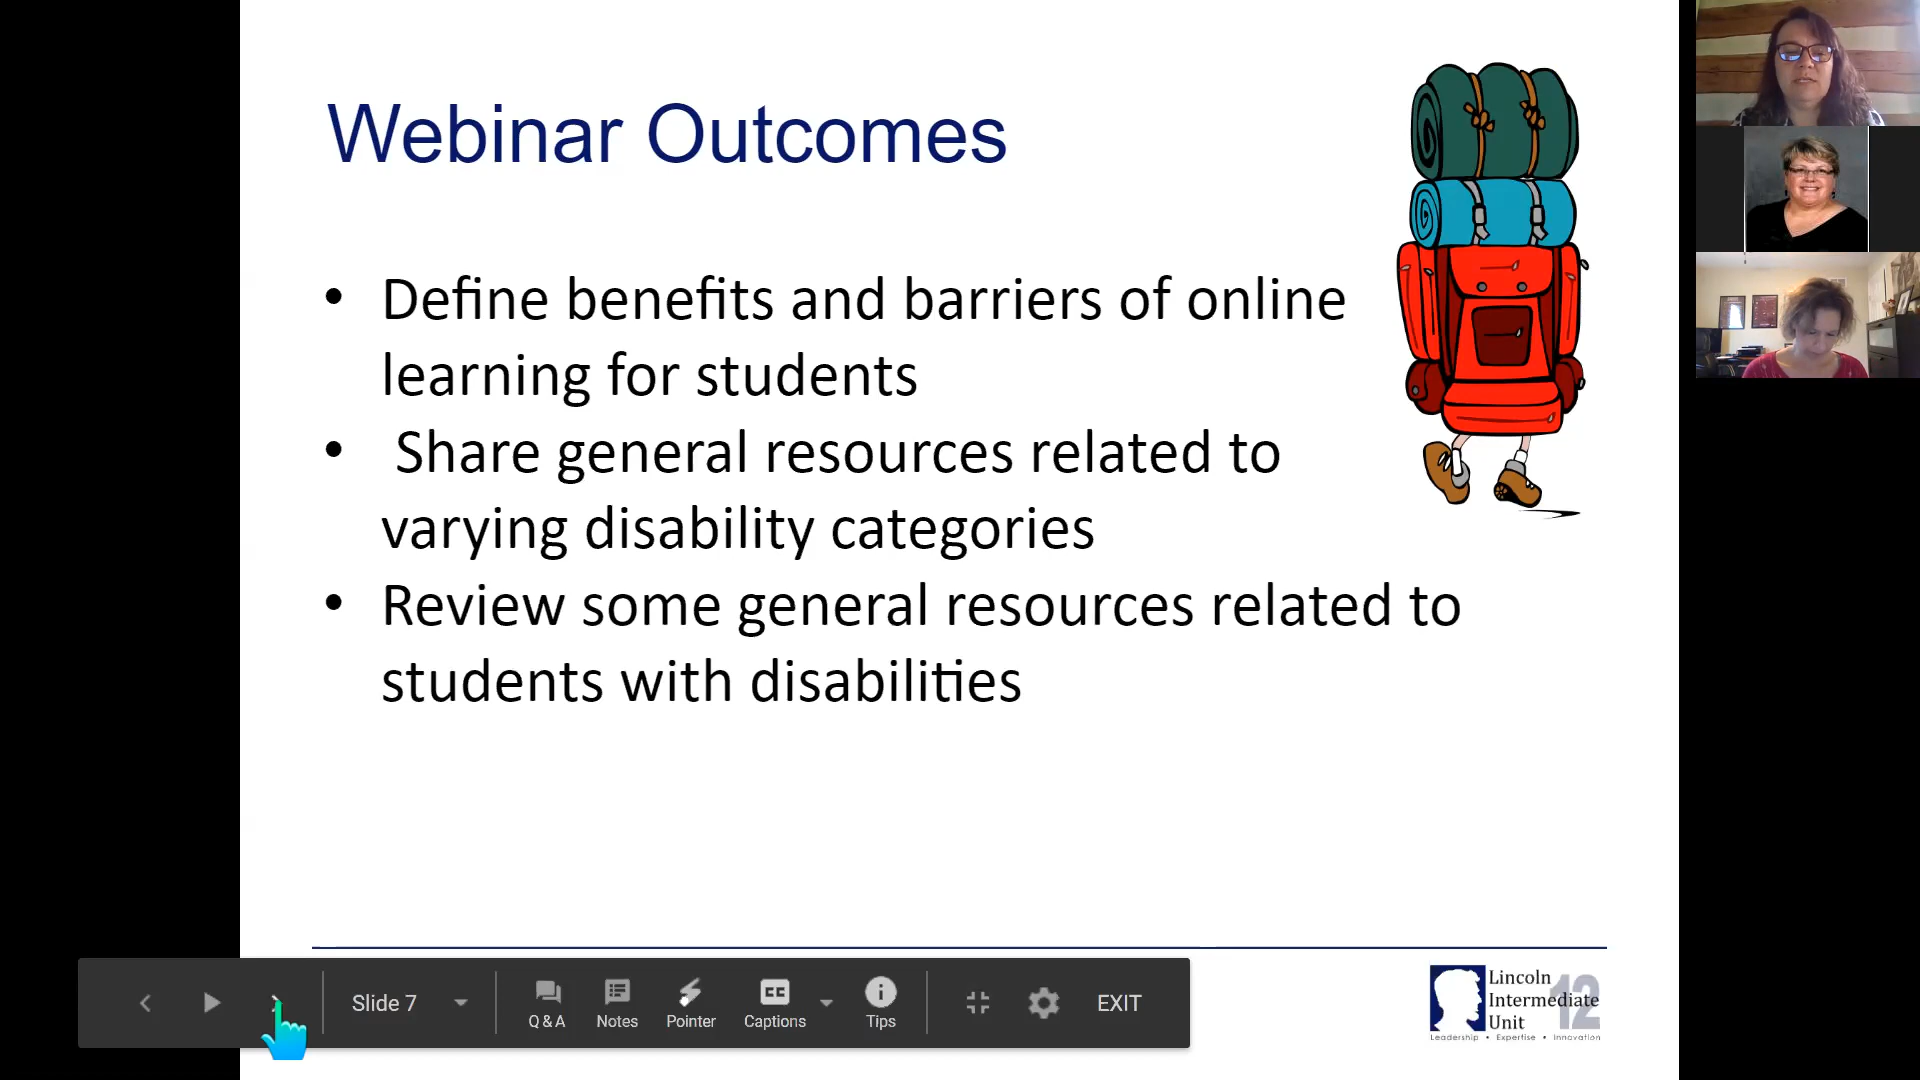 Webinar Outcomes
• Define benefits and barriers of online
learning for students
• Share general resources related to
varying disability categories
• Review some general resources related to
students with disabilities
Slide 7
Q & A
Notes
Pointer
CC
Captions
Tips
EXIT
Lincoln
Intermediate
Unit
12
Leadership • Expertise • Innovation